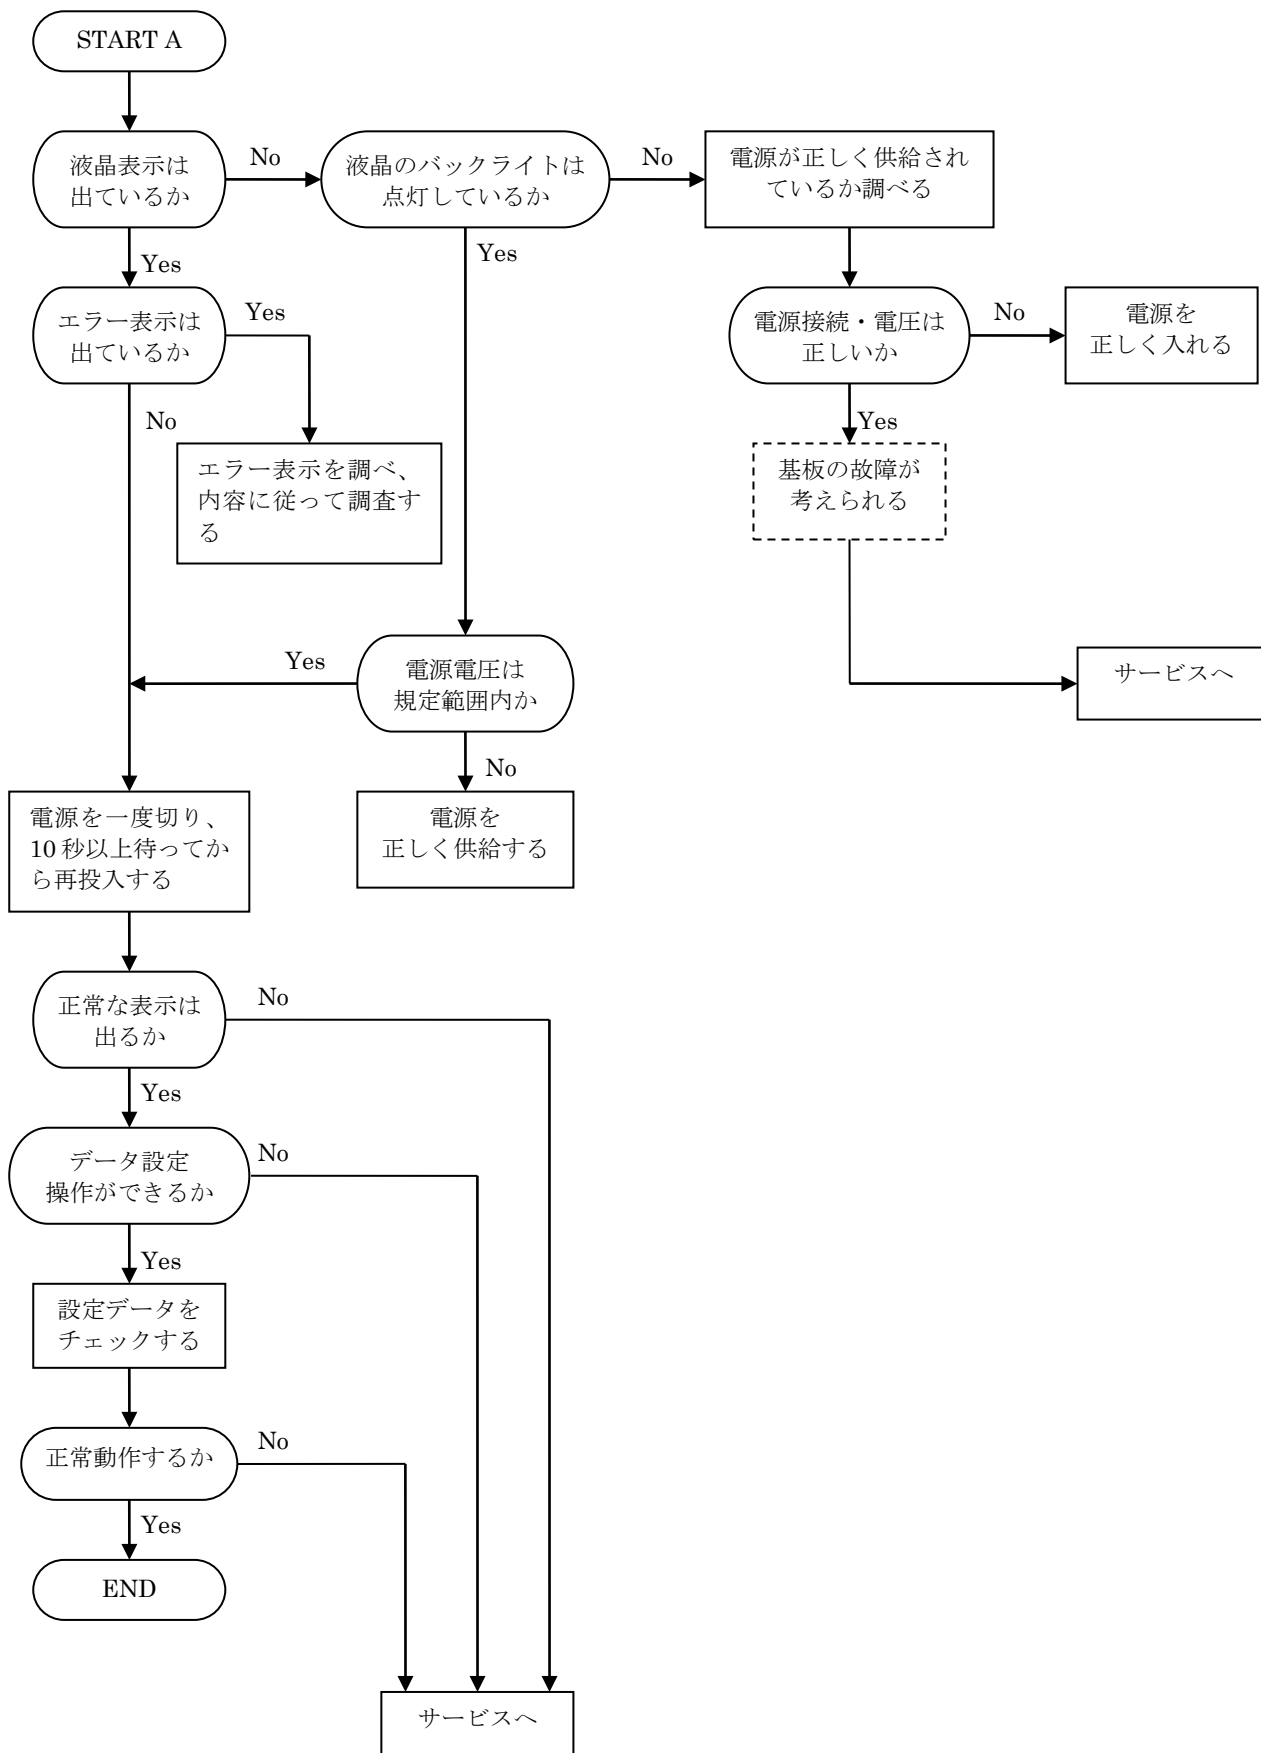 START A
液晶表示は
出ているか
No
液晶のバックライトは
点灯しているか
No
電源が正しく供給され
ているか調べる
Yes
Yes
エラー表示は
出ているか
Yes
電源接続・電圧は
正しいか
No
電源を
正しく入れる
No
Yes
エラー表示を調べ、
内容に従って調査す
る
基板の故障が
考えられる
Yes
電源電圧は
規定範囲内か
サービスへ
No
電源を一度切り、
10 秒以上待ってか
ら再投入する
電源を
正しく供給する
正常な表示は
出るか
No
Yes
データ設定
操作ができるか
No
Yes
設定データを
チェックする
正常動作するか
No
Yes
END
サービスへ